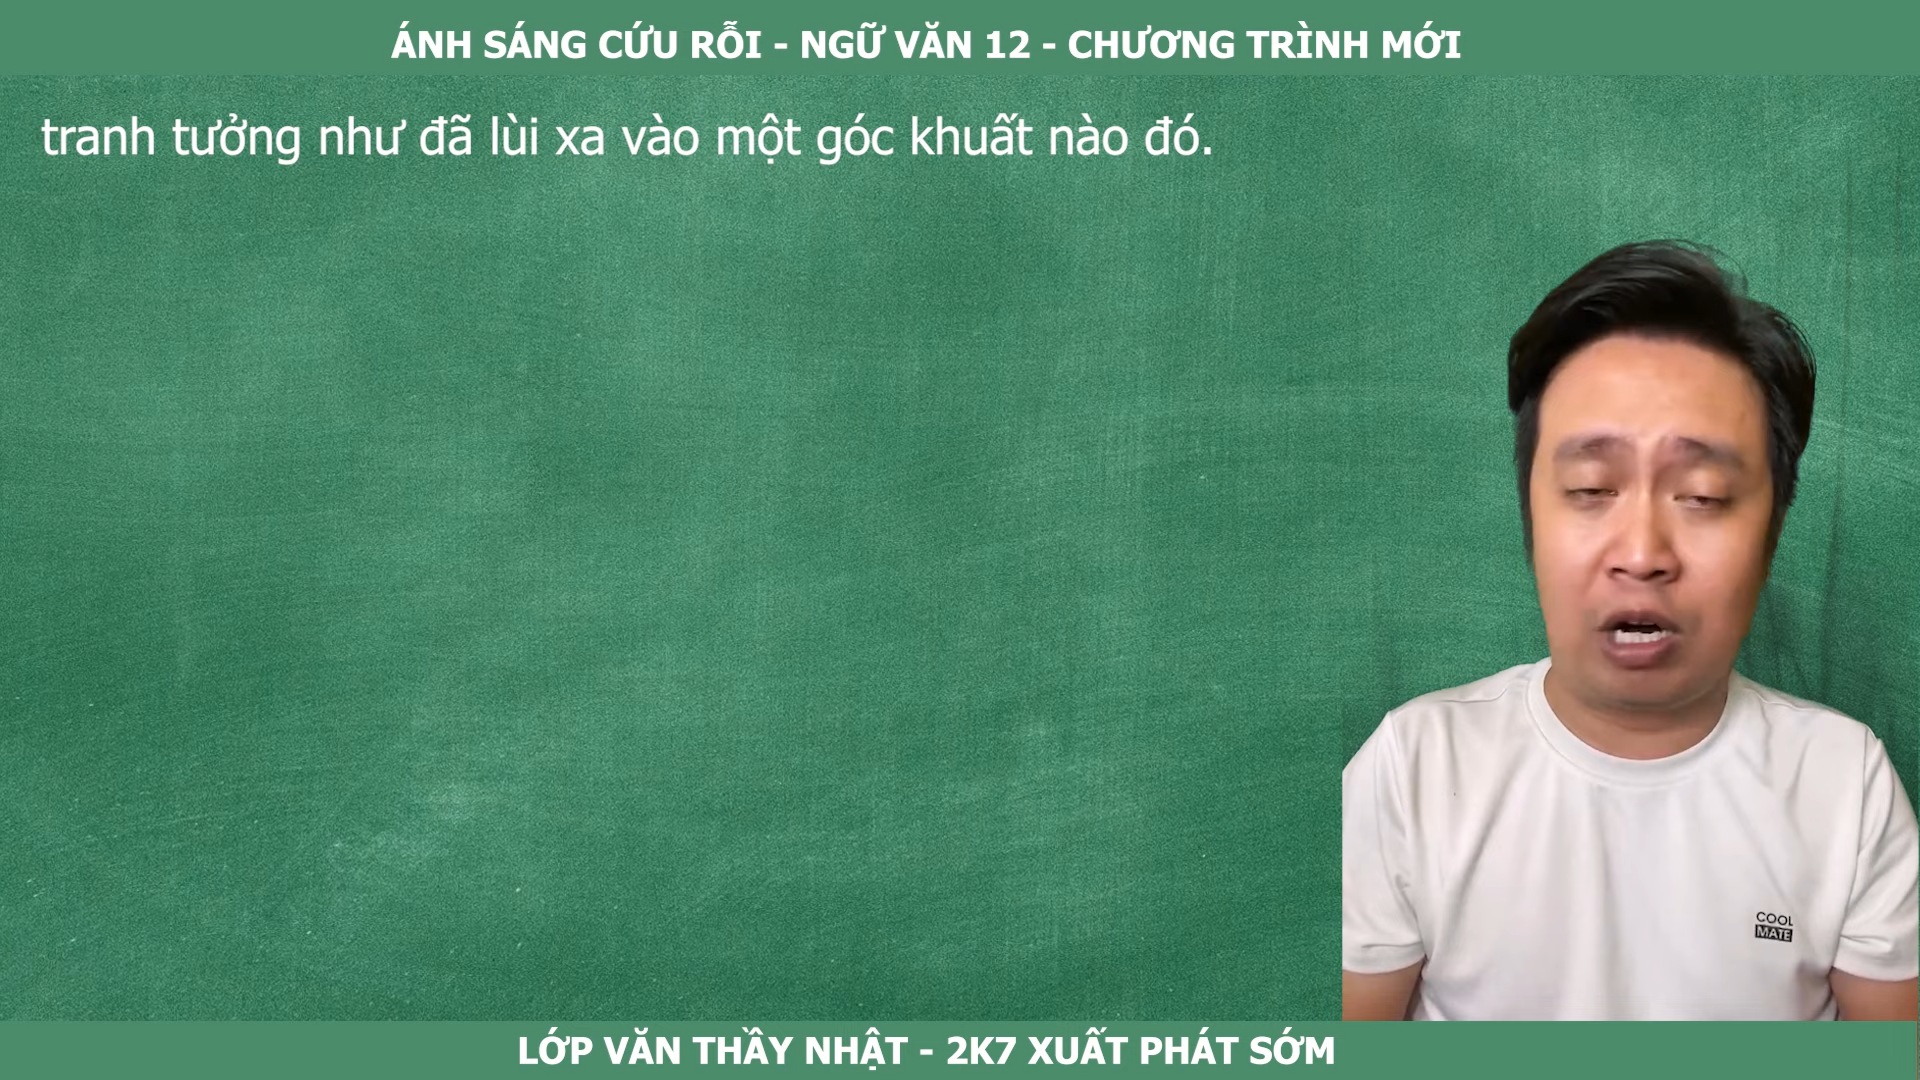 ÁNH SÁNG CỨU RỖI - NGỮ VĂN 12 - CHƯƠNG TRÌNH MỚI
tranh tưởng như đã lùi xa vào một góc khuất nào đó.
COOL
MATE
LỚP VĂN THẦY NHẬT - 2K7 XUẤT PHÁT SỚM